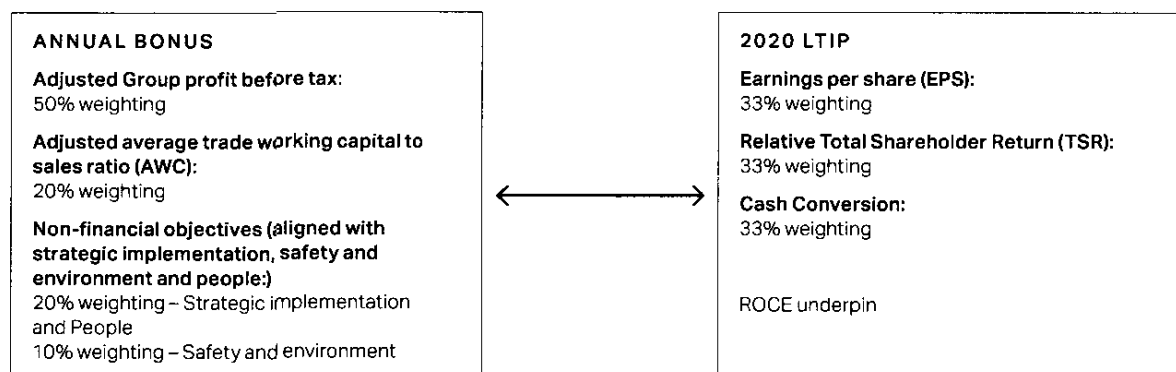 ANNUAL BONUS
Adjusted Group profit before tax:
50% weighting
Adjusted average trade working capital to
sales ratio (AWC):
20% weighting
Non-financial objectives (aligned with
strategic implementation, safety and
environment and people:)
20% weighting – Strategic implementation
and People
10% weighting – Safety and environment
2020 LTIP
Earnings per share (EPS):
33% weighting
Relative Total Shareholder Return (TSR):
33% weighting
Cash Conversion:
33% weighting
ROCE underpin